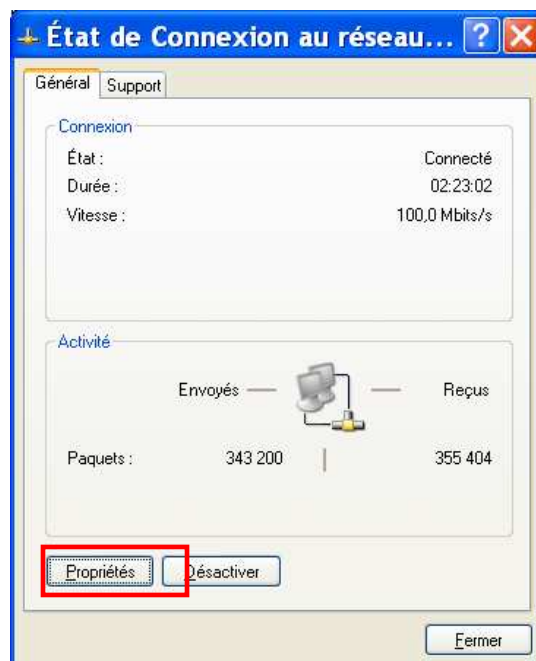 État de Connexion au réseau...
Général Support
Connexion
État : Connecté
Durée : 02:23:02
Vitesse : 100,0 Mbits/s
Activité
Envoyés Reçus
Paquets : 343 200 355 404
Propriétés Désactiver
Fermer